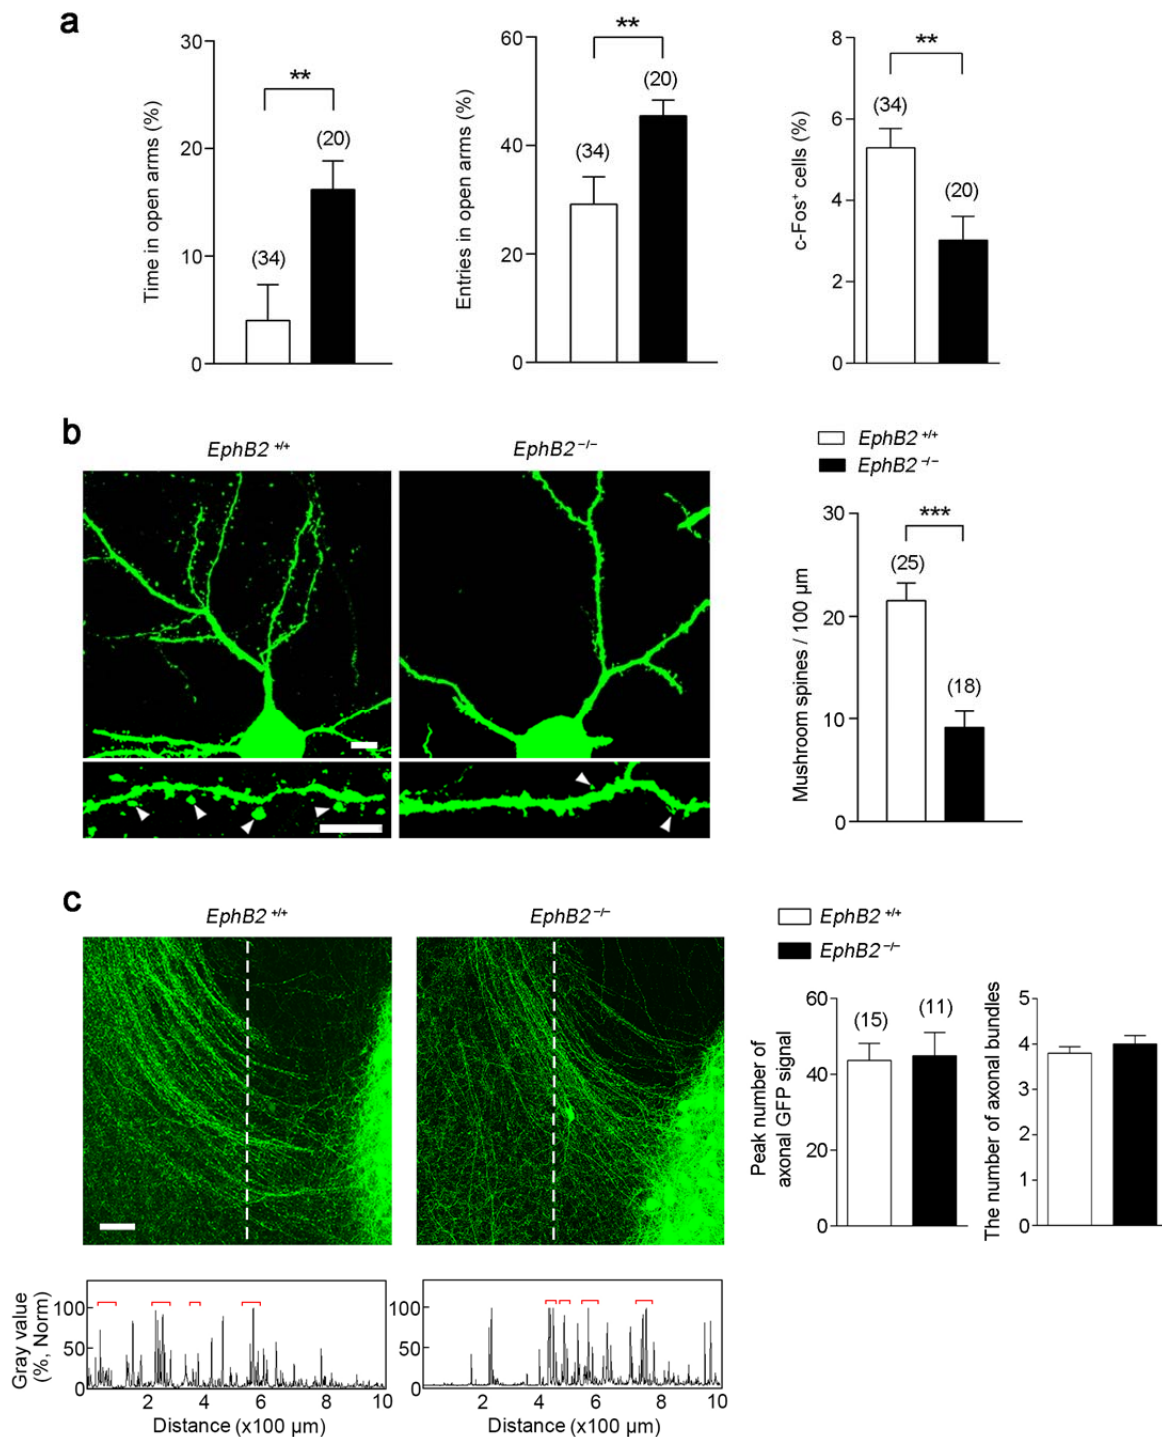 a
30
20
10
0
Time in open arms (%)
**
(34)
(20)
60
40
20
0
Entries in open arms (%)
**
(34)
(20)
8
6
4
2
0
c-Fos⁺ cells (%)
**
(34)
(20)
b
EphB2 +/+
EphB2 −/−
EphB2 +/+
EphB2 −/−
30
20
10
0
Mushroom spines / 100 µm
***
(25)
(18)
c
EphB2 +/+
EphB2 −/−
EphB2 +/+
EphB2 −/−
60
40
20
0
Peak number of
axonal GFP signal
(15)
(11)
5
4
3
2
1
0
The number of axonal bundles
Gray value
(%, Norm)
100
50
0
2 4 6 8 10
Distance (x100 µm)
100
50
0
2 4 6 8 10
Distance (x100 µm)